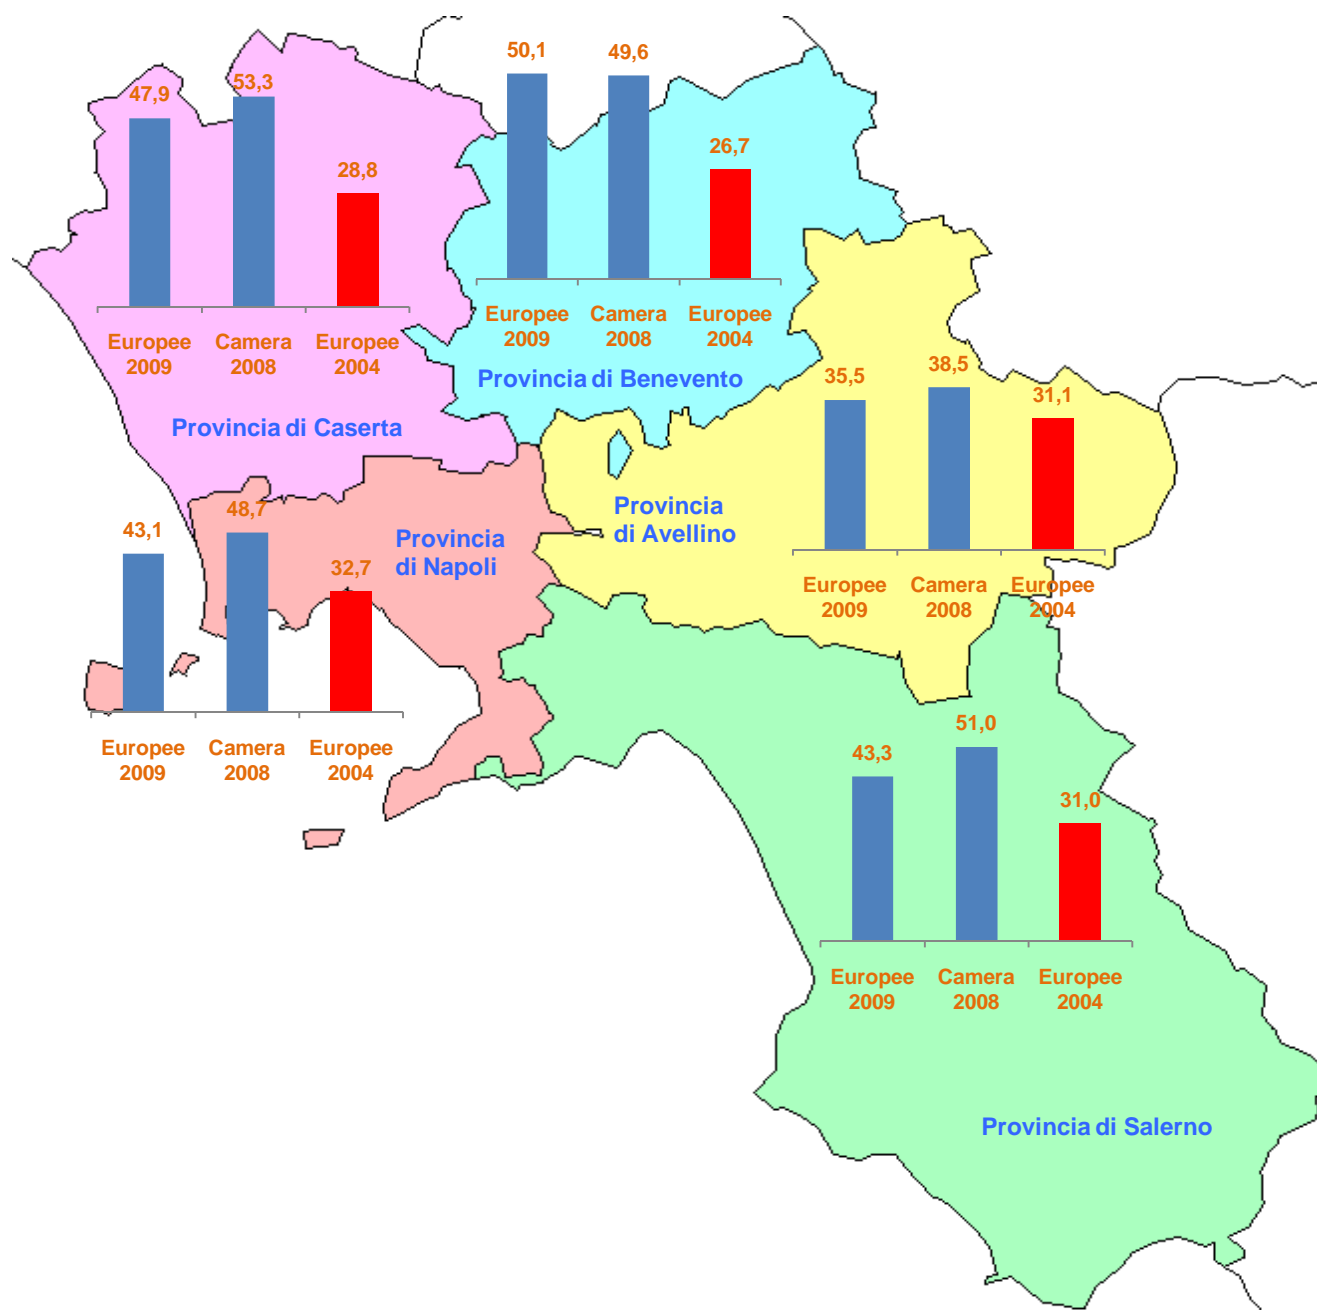 47,9
53,3
28,8
Europee 2009
Camera 2008
Europee 2004
Provincia di Caserta
50,1
49,6
26,7
Europee 2009
Camera 2008
Europee 2004
Provincia di Benevento
35,5
38,5
31,1
Europee 2009
Camera 2008
Europee 2004
Provincia
di Avellino
43,1
48,7
32,7
Europee 2009
Camera 2008
Europee 2004
Provincia
di Napoli
43,3
51,0
31,0
Europee 2009
Camera 2008
Europee 2004
Provincia di Salerno